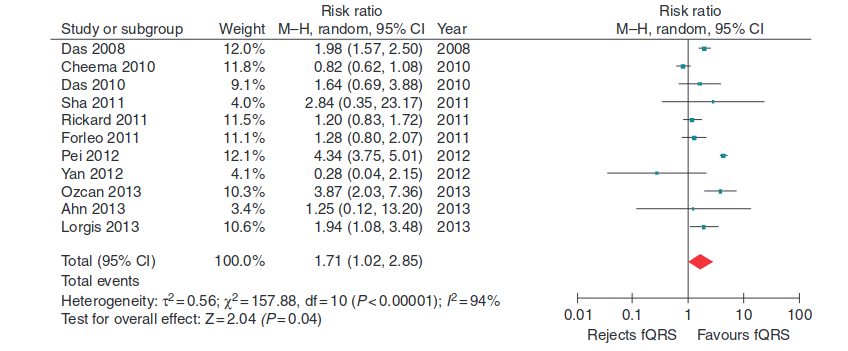 Risk ratio Risk ratio
Study or subgroup Weight M–H, random, 95% CI Year M–H, random, 95% CI
Das 2008 12.0% 1.98 (1.57, 2.50) 2008
Cheema 2010 11.8% 0.82 (0.62, 1.08) 2010
Das 2010 9.1% 1.64 (0.69, 3.88) 2010
Sha 2011 4.0% 2.84 (0.35, 23.17) 2011
Rickard 2011 11.5% 1.20 (0.83, 1.72) 2011
Forleo 2011 11.1% 1.28 (0.80, 2.07) 2011
Pei 2012 12.1% 4.34 (3.75, 5.01) 2012
Yan 2012 4.1% 0.28 (0.04, 2.15) 2012
Ozcan 2013 10.3% 3.87 (2.03, 7.36) 2013
Ahn 2013 3.4% 1.25 (0.12, 13.20) 2013
Lorgis 2013 10.6% 1.94 (1.08, 3.48) 2013
Total (95% CI) 100.0% 1.71 (1.02, 2.85)
Total events
Heterogeneity: τ2=0.56; χ2=157.88, df=10 (P<0.00001); I2=94%
Test for overall effect: Z=2.04 (P=0.04)
0.01 0.1 1 10 100
Rejects fQRS Favours fQRS